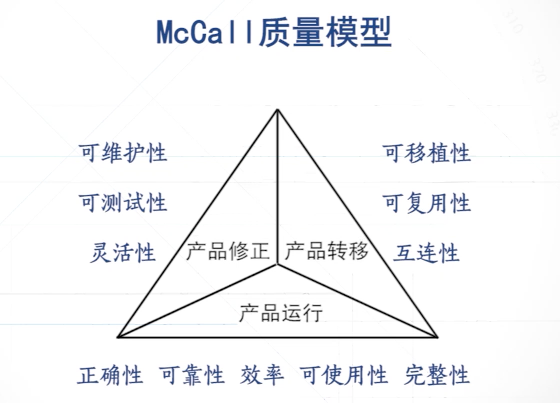 McCall质量模型
可维护性
可移植性
可测试性
可复用性
灵活性
产品修正
产品转移
互连性
产品运行
正确性 可靠性 效率 可使用性 完整性